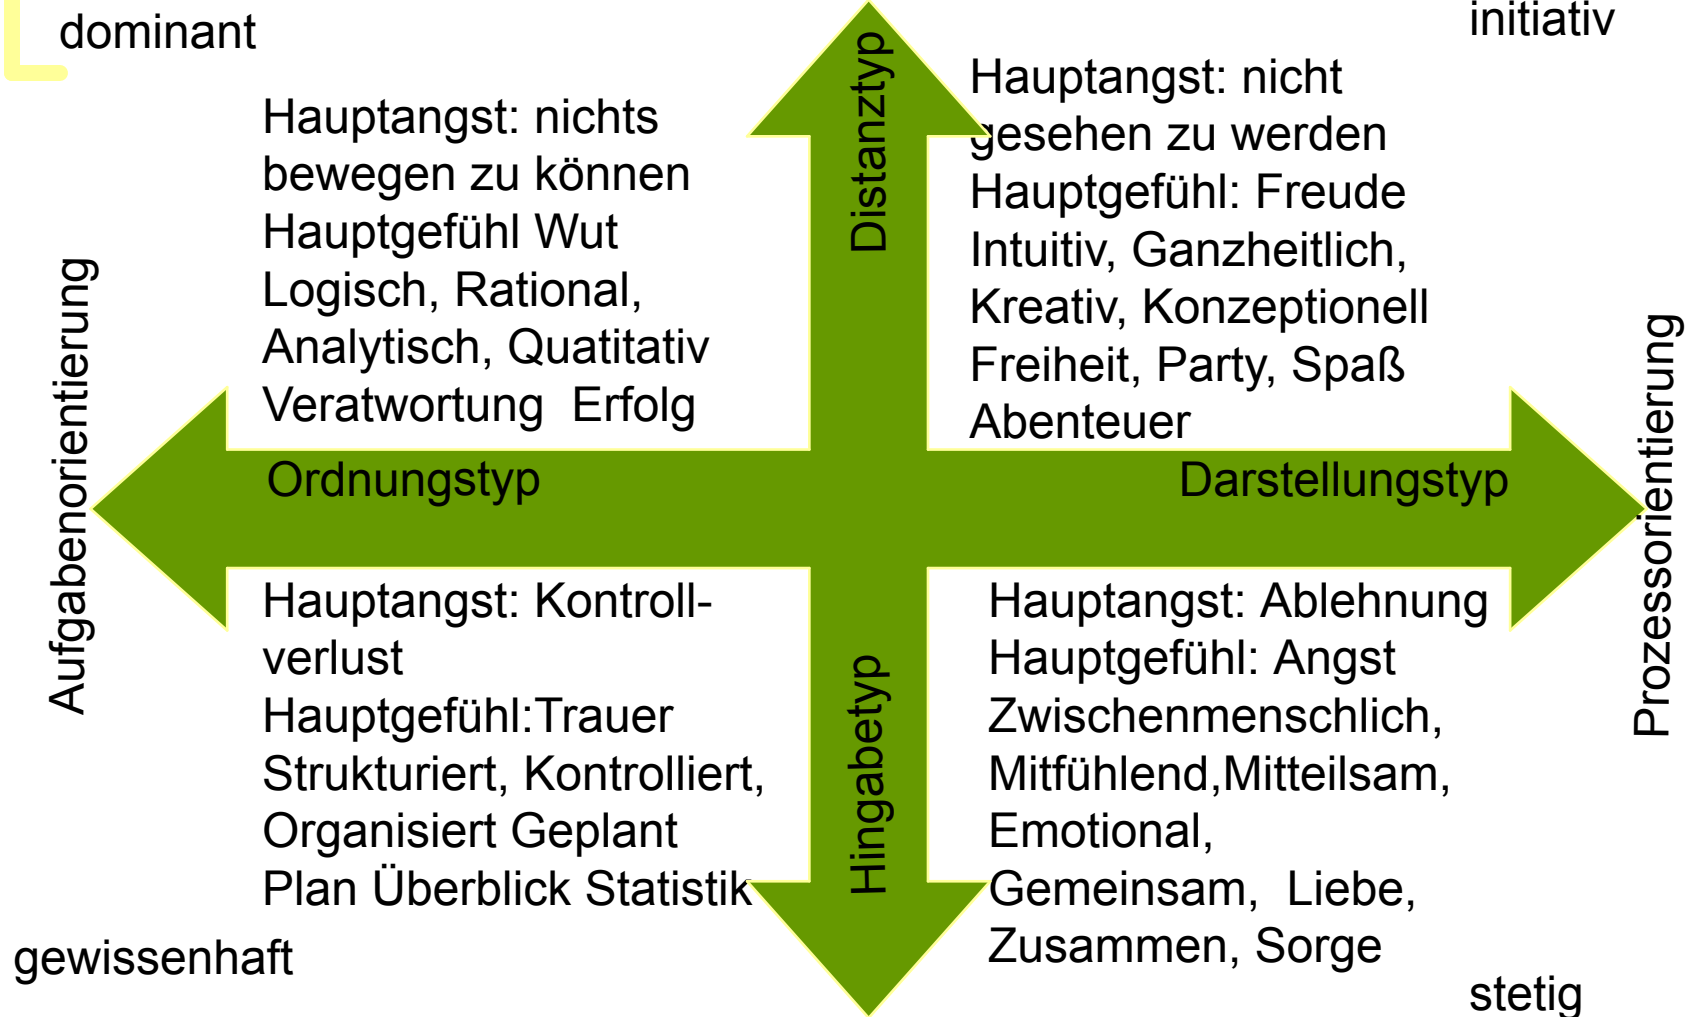 dominant
Hauptangst: nichts
bewegen zu können
Hauptgefühl Wut
Logisch, Rational,
Analytisch, Quatitativ
Veratwortung  Erfolg
Distanztyp
initiativ
Hauptangst: nicht
gesehen zu werden
Hauptgefühl: Freude
Intuitiv, Ganzheitlich,
Kreativ, Konzeptionell
Freiheit, Party, Spaß
Abenteuer
Aufgabenorientierung
Ordnungstyp
Darstellungstyp
Prozessorientierung
Hauptangst: Kontroll-
verlust
Hauptgefühl:Trauer
Strukturiert, Kontrolliert,
Organisiert Geplant
Plan Überblick Statistik
gewissenhaft
Hingabetyp
Hauptangst: Ablehnung
Hauptgefühl: Angst
Zwischenmenschlich,
Mitfühlend,Mitteilsam,
Emotional,
Gemeinsam,  Liebe,
Zusammen, Sorge
stetig